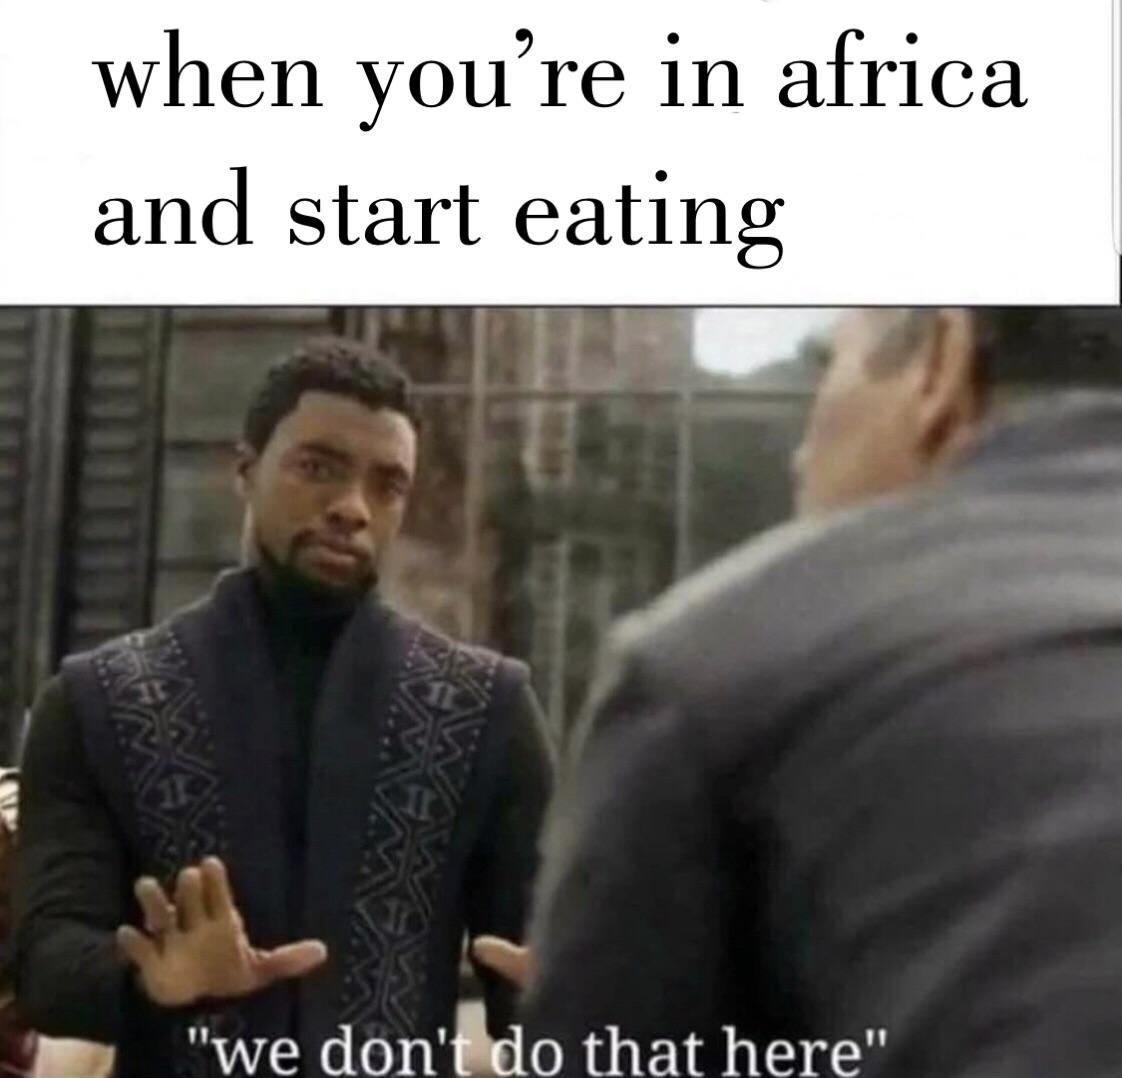 when you’re in africa
and start eating
"we don't do that here"